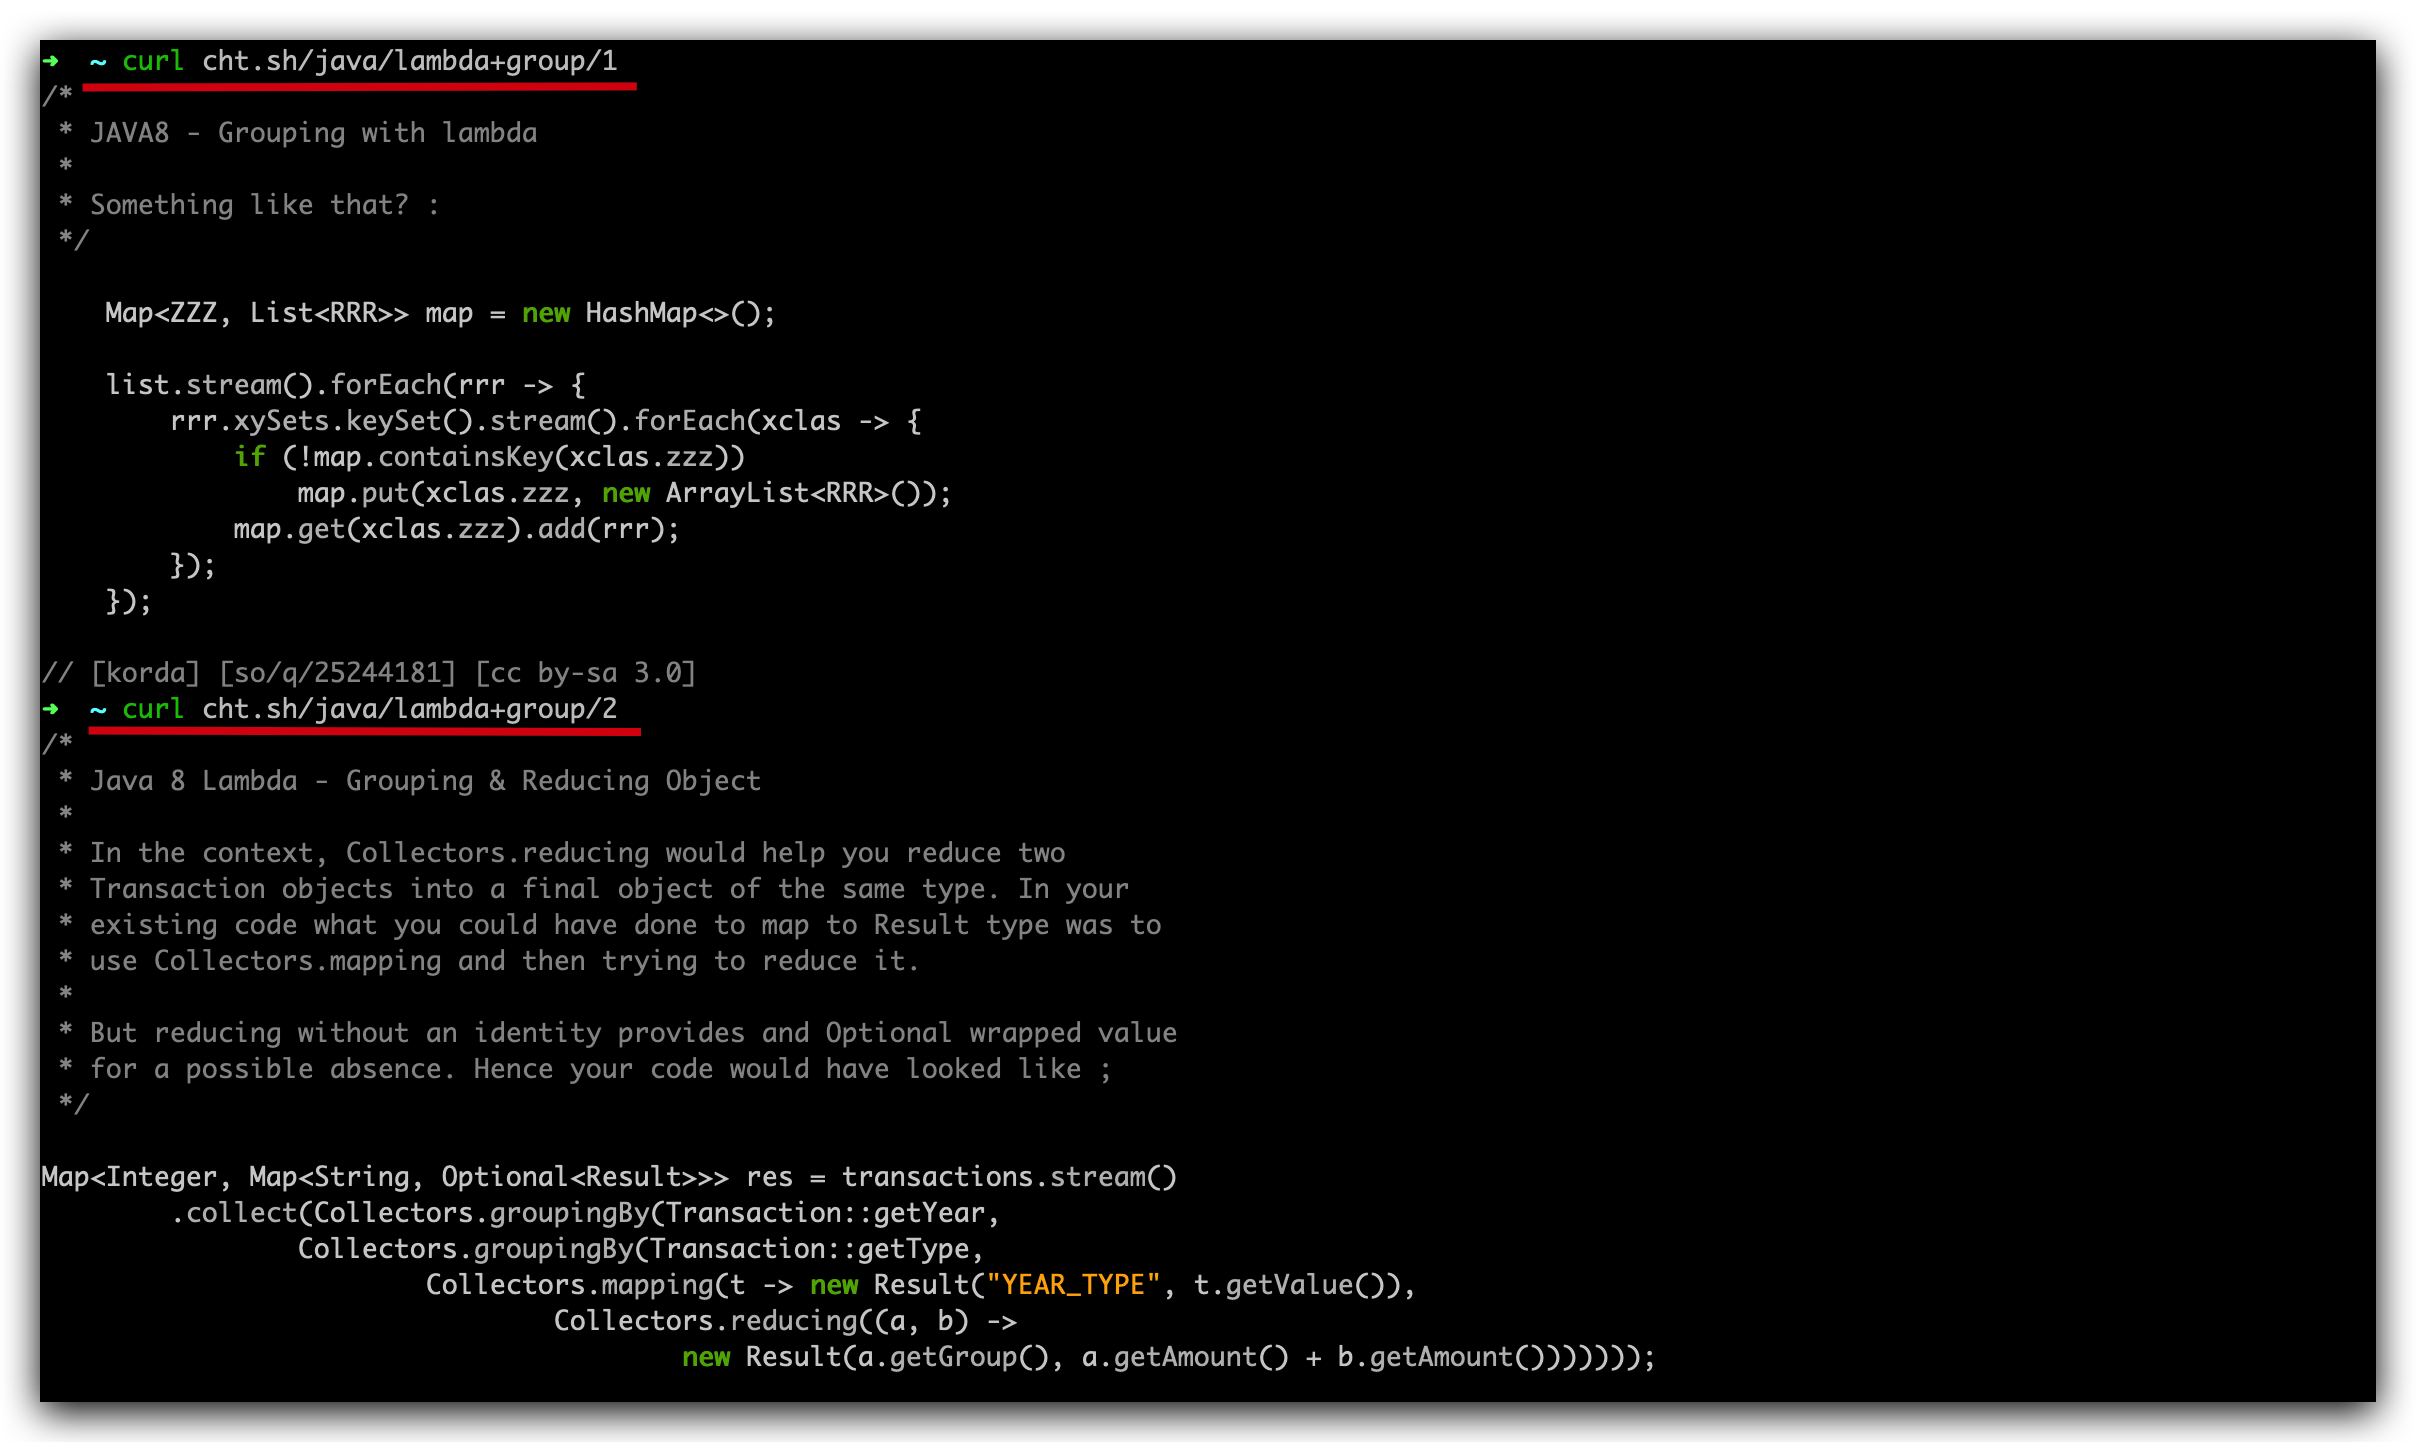 ➜  ~ curl cht.sh/java/lambda+group/1
/*
 * JAVA8 - Grouping with lambda
 *
 * Something like that? :
 */

    Map<ZZZ, List<RRR>> map = new HashMap<>();

    list.stream().forEach(rrr -> {
        rrr.xySets.keySet().stream().forEach(xclas -> {
            if (!map.containsKey(xclas.zzz))
                map.put(xclas.zzz, new ArrayList<RRR>());
            map.get(xclas.zzz).add(rrr);
        });
    });

// [korda] [so/q/25244181] [cc by-sa 3.0]
➜  ~ curl cht.sh/java/lambda+group/2
/*
 * Java 8 Lambda - Grouping & Reducing Object
 *
 * In the context, Collectors.reducing would help you reduce two
 * Transaction objects into a final object of the same type. In your
 * existing code what you could have done to map to Result type was to
 * use Collectors.mapping and then trying to reduce it.
 *
 * But reducing without an identity provides and Optional wrapped value
 * for a possible absence. Hence your code would have looked like ;
 */

Map<Integer, Map<String, Optional<Result>>> res = transactions.stream()
        .collect(Collectors.groupingBy(Transaction::getYear,
                Collectors.groupingBy(Transaction::getType,
                        Collectors.mapping(t -> new Result("YEAR_TYPE", t.getValue()),
                                Collectors.reducing((a, b) ->
                                        new Result(a.getGroup(), a.getAmount() + b.getAmount()))))));